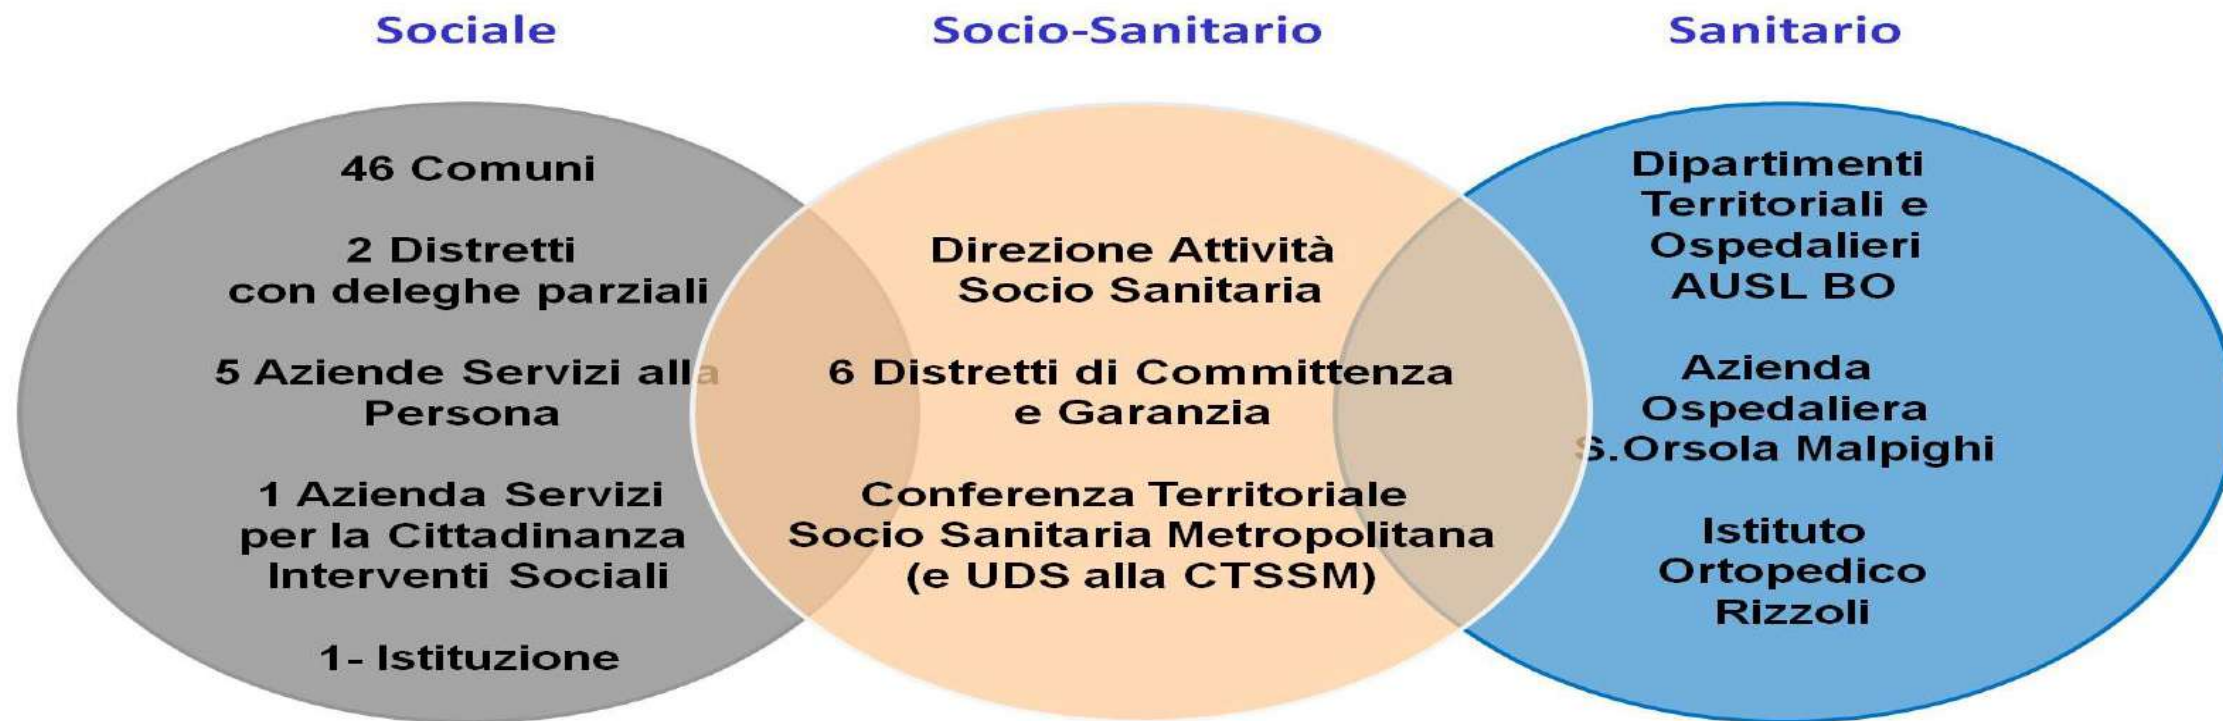 Sociale
Socio-Sanitario
Sanitario
46 Comuni
2 Distretti
con deleghe parziali
5 Aziende Servizi alla
Persona
1 Azienda Servizi
per la Cittadinanza
Interventi Sociali
1- Istituzione
Direzione Attività
Socio Sanitaria
6 Distretti di Committenza
e Garanzia
Conferenza Territoriale
Socio Sanitaria Metropolitana
(e UDS alla CTSSM)
Dipartimenti
Territoriali e
Ospedalieri
AUSL BO
Azienda
Ospedaliera
S.Orsola Malpighi
Istituto
Ortopedico
Rizzoli